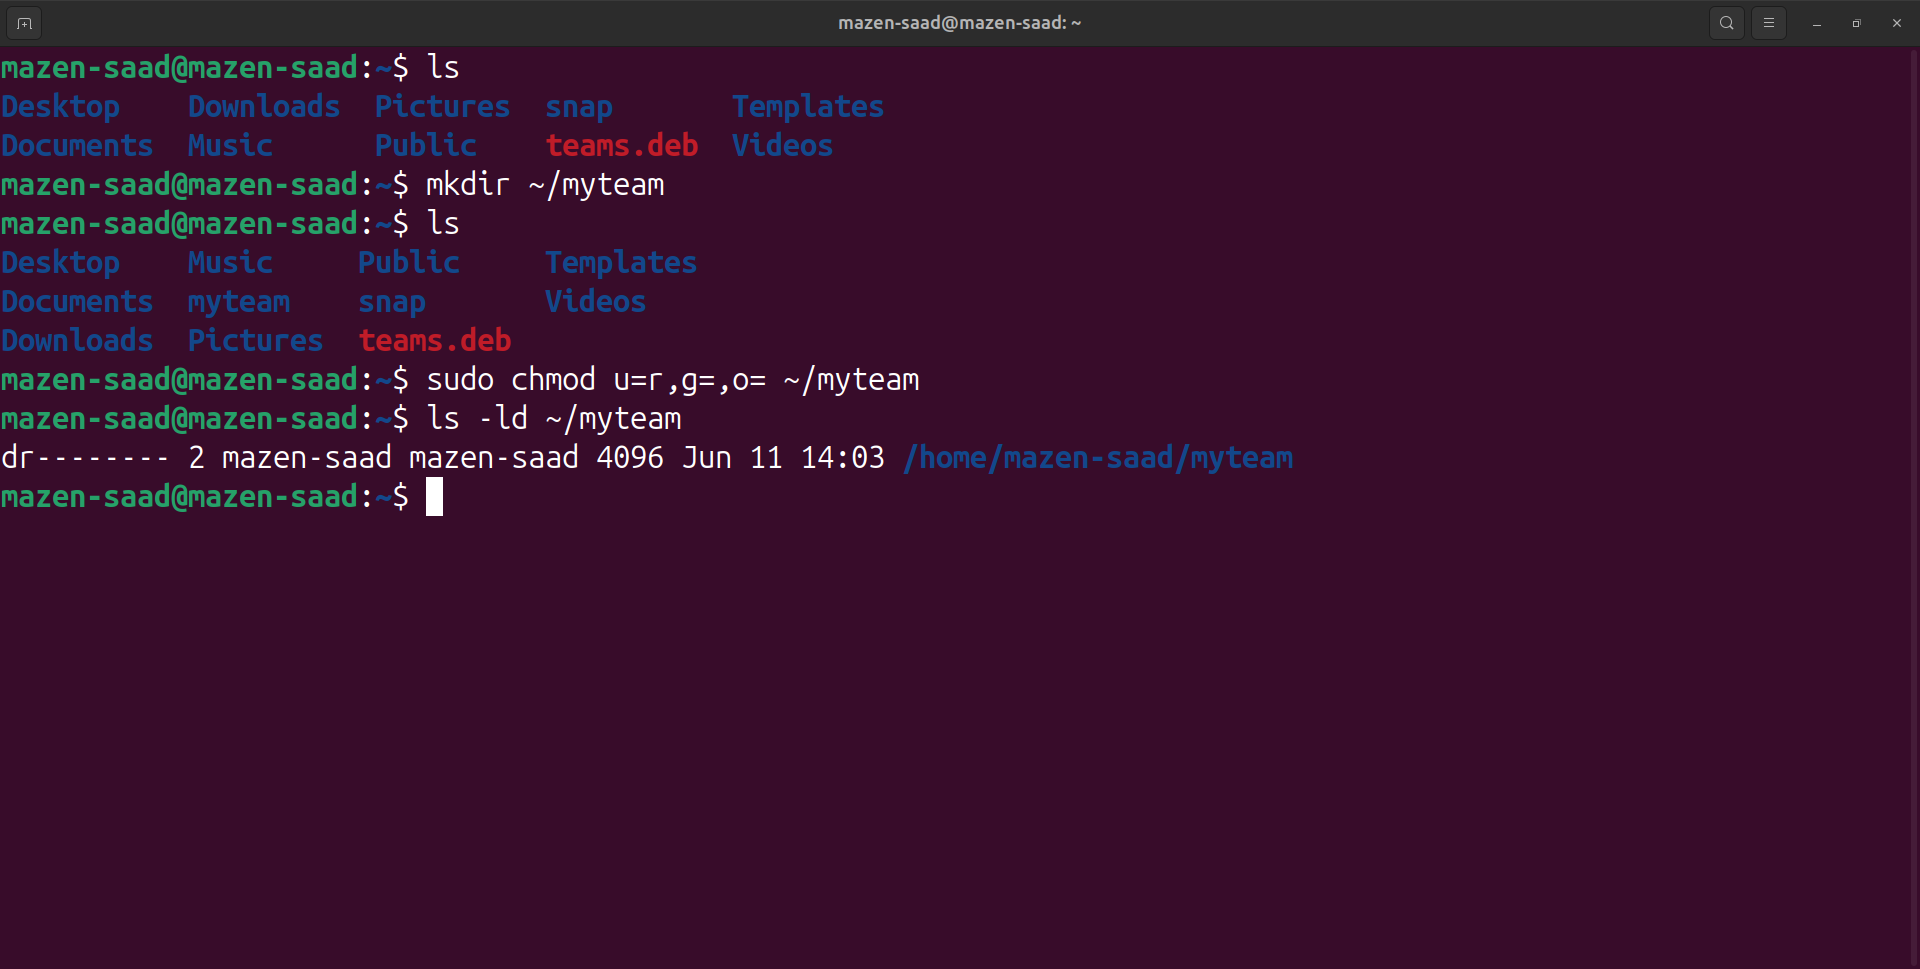 mazen-saad@mazen-saad: ~
mazen-saad@mazen-saad:~$ ls
Desktop    Downloads  Pictures  snap       Templates
Documents  Music      Public    teams.deb  Videos
mazen-saad@mazen-saad:~$ mkdir ~/myteam
mazen-saad@mazen-saad:~$ ls
Desktop    Music     Public     Templates
Documents  myteam    snap       Videos
Downloads  Pictures  teams.deb
mazen-saad@mazen-saad:~$ sudo chmod u=r,g=,o= ~/myteam
mazen-saad@mazen-saad:~$ ls -ld ~/myteam
dr-------- 2 mazen-saad mazen-saad 4096 Jun 11 14:03 /home/mazen-saad/myteam
mazen-saad@mazen-saad:~$